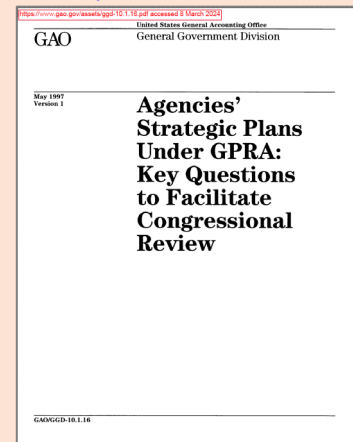 https://www.gao.gov/assets/ggd-10.1.16.pdf accessed 8 March 2024
United States General Accounting Office
GAO
General Government Division
May 1997
Version 1
Agencies'
Strategic Plans
Under GPRA:
Key Questions
to Facilitate
Congressional
Review
GAO/GGD-10.1.16